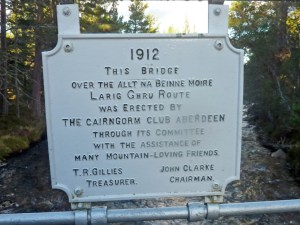 1912
THIS BRIDGE
OVER THE ALLT NA BEINNE MOIRE
LARIG GHRU ROUTE
WAS ERECTED BY
THE CAIRNGORM CLUB ABERDEEN
THROUGH ITS COMMITTEE
WITH THE ASSISTANCE OF
MANY MOUNTAIN-LOVING FRIENDS.
T.R.GILLIES JOHN CLARKE
TREASURER. CHAIRMAN.